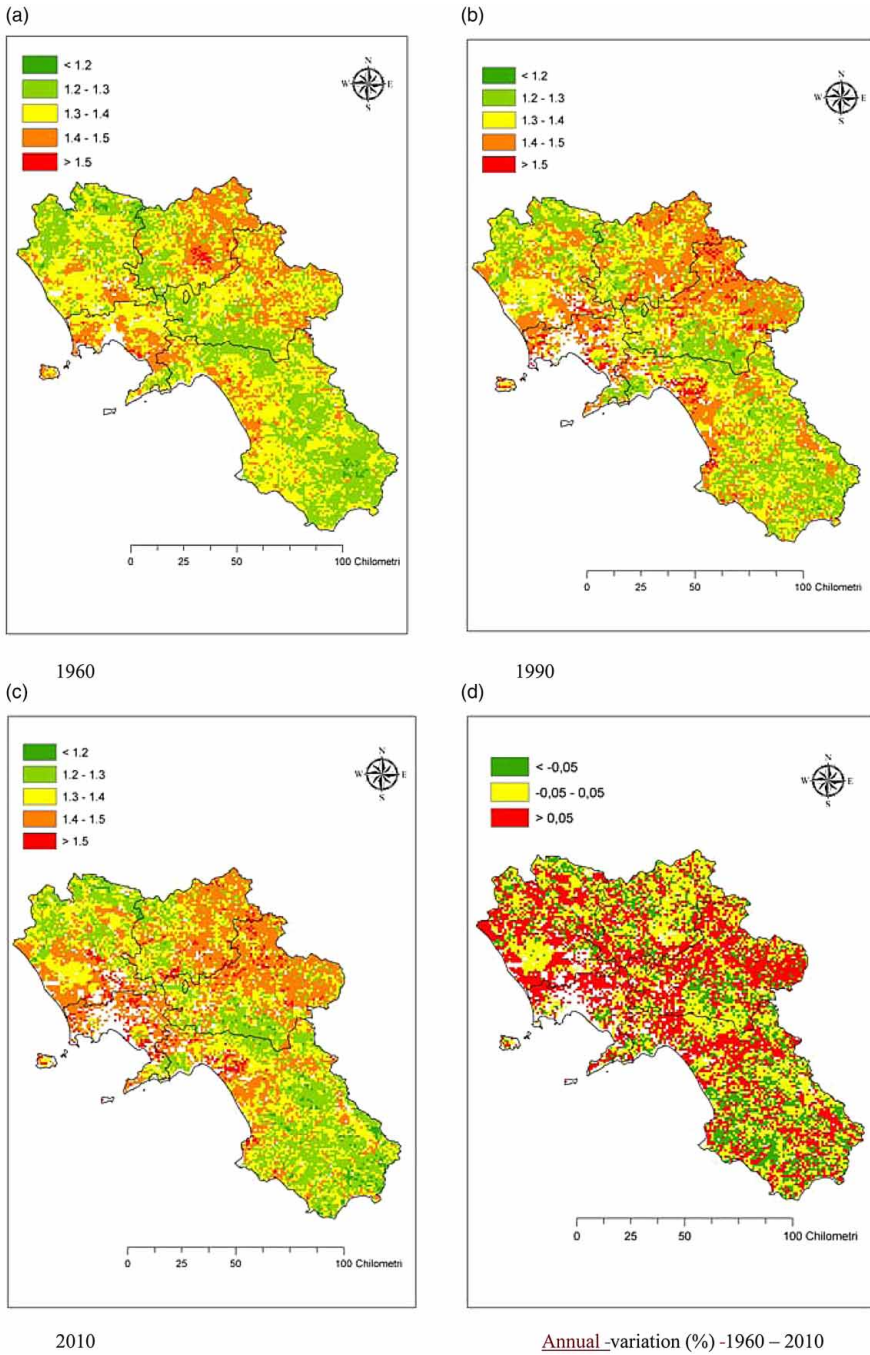 (a)
< 1.2
1.2 - 1.3
1.3 - 1.4
1.4 - 1.5
> 1.5
N
W E
S
0 25 50 100 Chilometri
1960
(b)
< 1.2
1.2 - 1.3
1.3 - 1.4
1.4 - 1.5
> 1.5
N
W E
S
0 25 50 100 Chilometri
1990
(c)
< 1.2
1.2 - 1.3
1.3 - 1.4
1.4 - 1.5
> 1.5
N
W E
S
0 25 50 100 Chilometri
2010
(d)
< -0,05
-0,05 - 0,05
> 0,05
N
W E
S
0 25 50 100 Chilometri
Annual -variation (%) -1960 – 2010